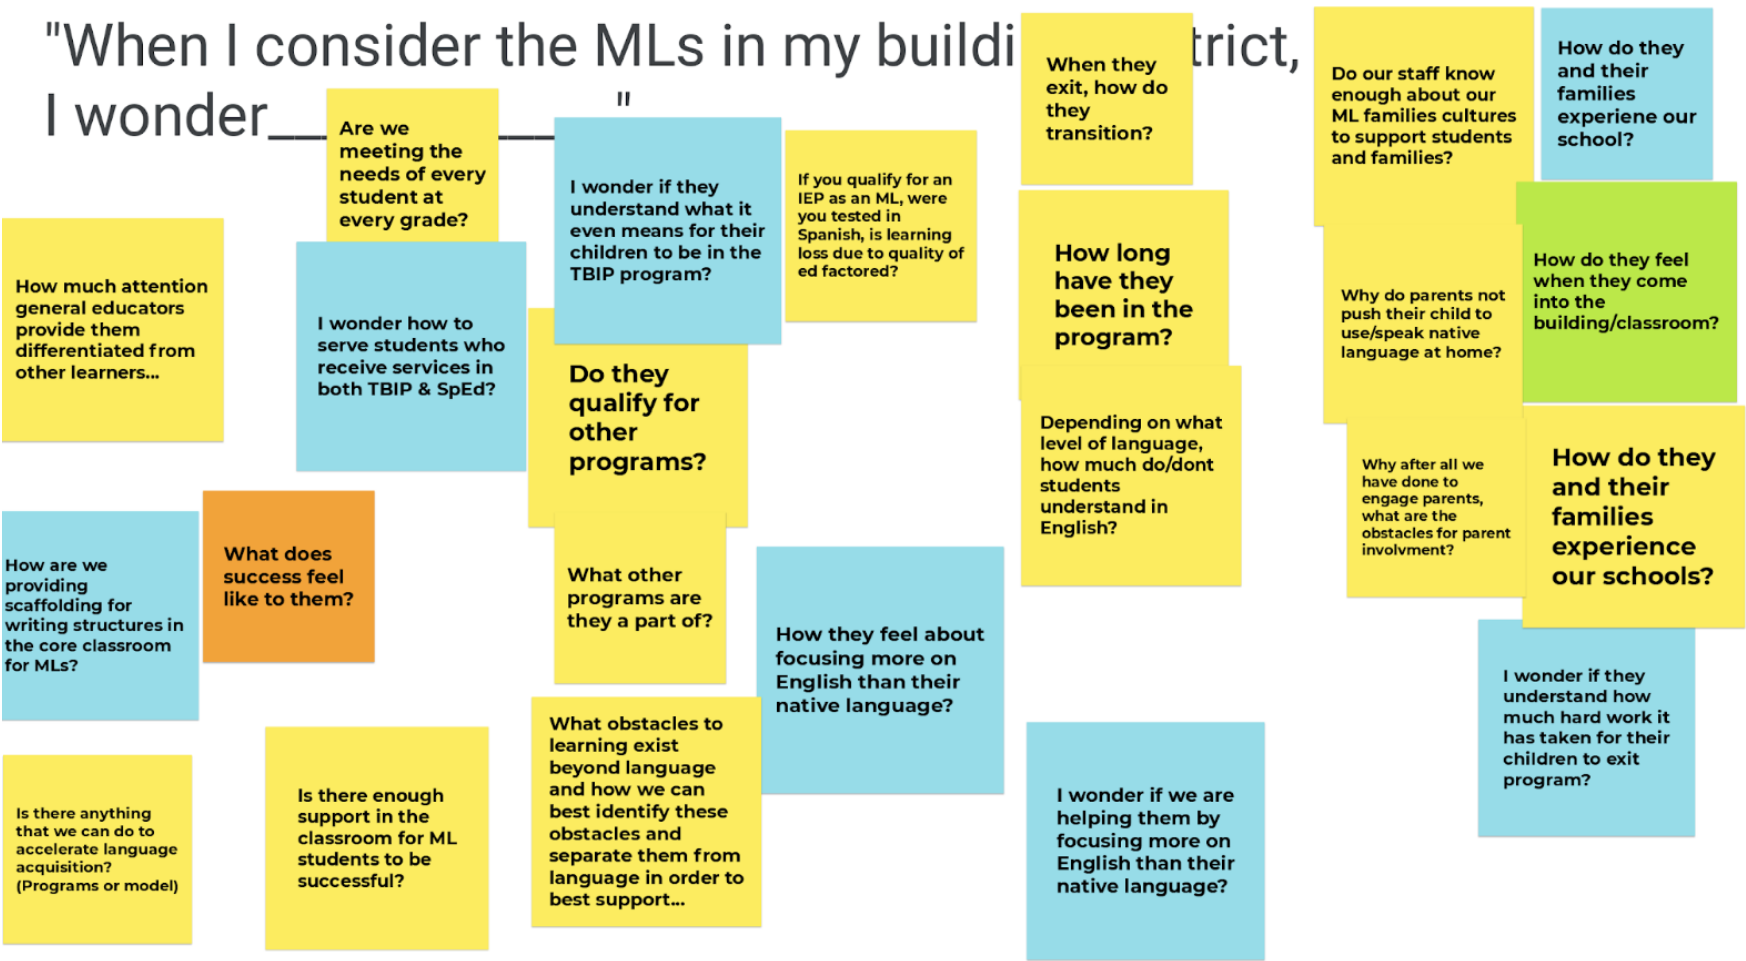 "When I consider the MLs in my buildi trict,
I wonder__ __"
Are we
meeting the
needs of every
student at
every grade?
How much attention
general educators
provide them
differentiated from
other learners...
I wonder how to
serve students who
receive services in
both TBIP & SpEd?
How are we
providing
scaffolding for
writing structures in
the core classroom
for MLs?
What does
success feel
like to them?
Is there anything
that we can do to
accelerate language
acquisition?
(Programs or model)
Is there enough
support in the
classroom for ML
students to be
successful?
I wonder if they
understand what it
even means for their
children to be in the
TBIP program?
If you qualify for an
IEP as an ML, were
you tested in
Spanish, is learning
loss due to quality of
ed factored?
Do they
qualify for
other
programs?
What other
programs are
they a part of?
What obstacles to
learning exist
beyond language
and how we can
best identify these
obstacles and
separate them from
language in order to
best support...
How they feel about
focusing more on
English than their
native language?
When they
exit, how do
they
transition?
How long
have they
been in the
program?
Depending on what
level of language,
how much do/dont
students
understand in
English?
I wonder if we are
helping them by
focusing more on
English than their
native language?
Do our staff know
enough about our
ML families cultures
to support students
and families?
How do they
and their
families
experiene our
school?
Why do parents not
push their child to
use/speak native
language at home?
How do they feel
when they come
into the
building/classroom?
Why after all we
have done to
engage parents,
what are the
obstacles for parent
involvment?
How do they
and their
families
experience
our schools?
I wonder if they
understand how
much hard work it
has taken for their
children to exit
program?